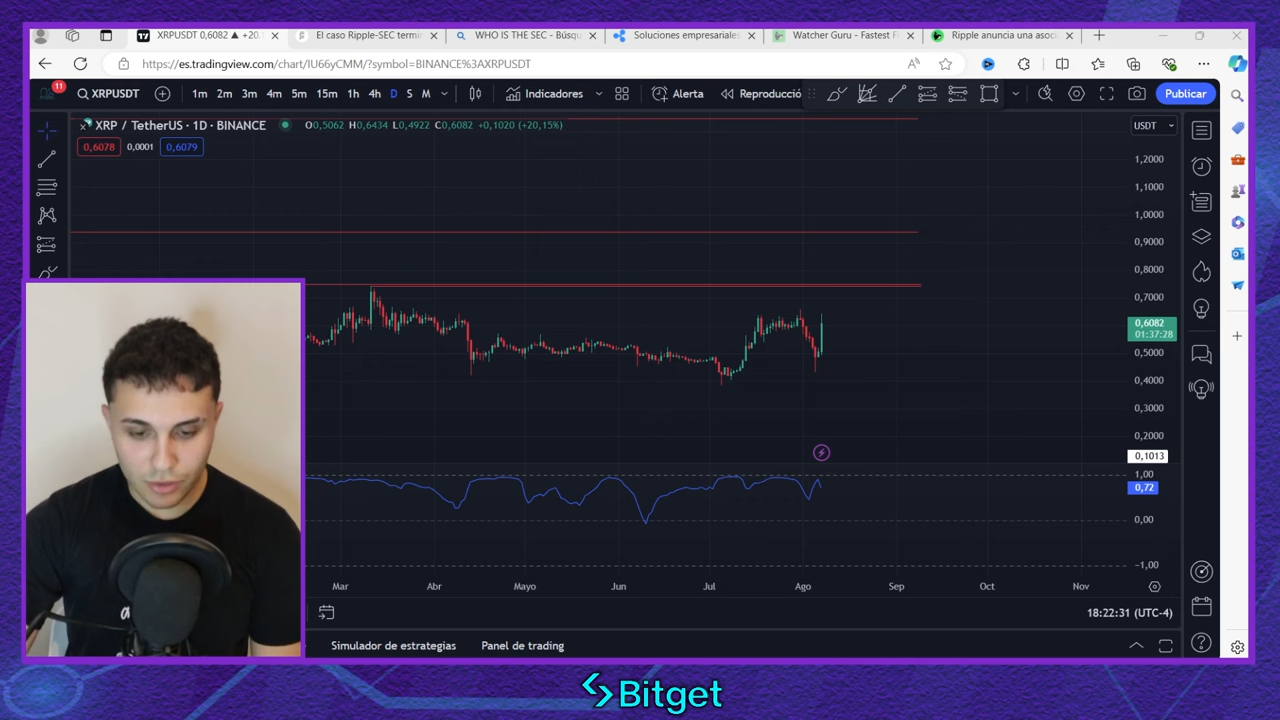 XRPUSDT 0,6082 ▲ +20.1
El caso Ripple-SEC termi
WHO IS THE SEC - Búsqu
Soluciones empresariales
Watcher Guru - Fastest F
Ripple anuncia una asoc
https://es.tradingview.com/chart/IU66yCMM/?symbol=BINANCE%3AXRPUSDT
11
XRPUSDT
1m 2m 3m 4m 5m 15m 1h 4h D S M
Indicadores
Alerta
Reproducció
Publicar
XRP / TetherUS · 1D · BINANCE
O0,5062 H0,6434 L0,4922 C0,6082 +0,1020 (+20,15%)
USDT
0,6078 0,0001 0,6079
1,2000
1,1000
1,0000
0,9000
0,8000
0,7000
0,6082
01:37:28
0,5000
0,4000
0,3000
0,2000
0,1013
1,00
0,72
0,00
−1,00
Mar Abr Mayo Jun Jul Ago Sep Oct Nov
18:22:31 (UTC-4)
Simulador de estrategias
Panel de trading
Bitget